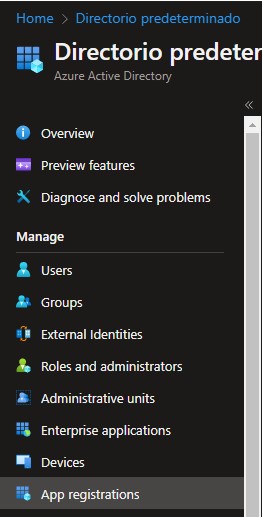 Home > Directorio predeterminado
Directorio predeter
Azure Active Directory
«
Overview
Preview features
Diagnose and solve problems
Manage
Users
Groups
External Identities
Roles and administrators
Administrative units
Enterprise applications
Devices
App registrations